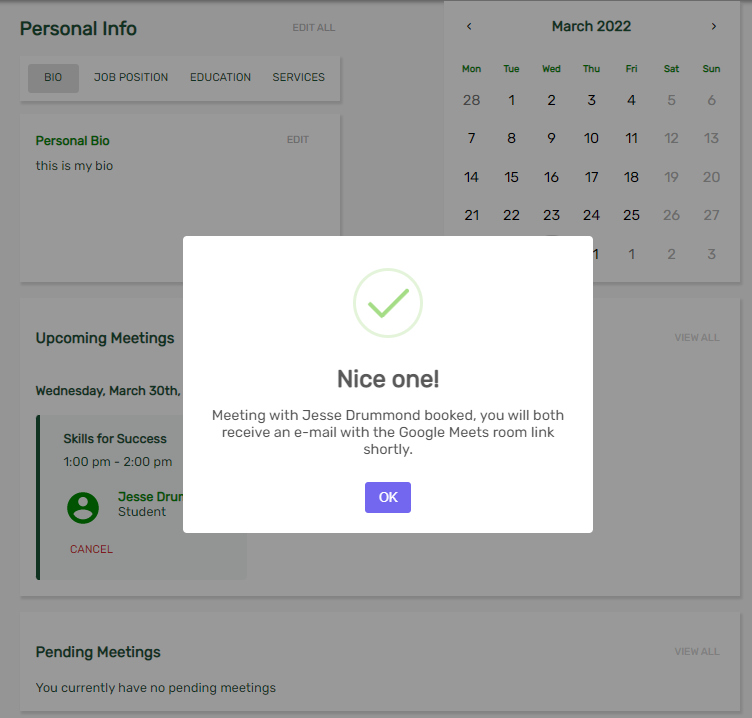 Personal Info
EDIT ALL
BIO JOB POSITION EDUCATION SERVICES
Personal Bio
EDIT
this is my bio
‹ March 2022 ›
Mon Tue Wed Thu Fri Sat Sun
28 1 2 3 4 5 6
7 8 9 10 11 12 13
14 15 16 17 18 19 20
21 22 23 24 25 26 27
1 2 3
Upcoming Meetings
VIEW ALL
Wednesday, March 30th,
Skills for Success
1:00 pm - 2:00 pm
Jesse
Student
CANCEL
Nice one!
Meeting with Jesse Drummond booked, you will both
receive an e-mail with the Google Meets room link
shortly.
OK
Pending Meetings
VIEW ALL
You currently have no pending meetings